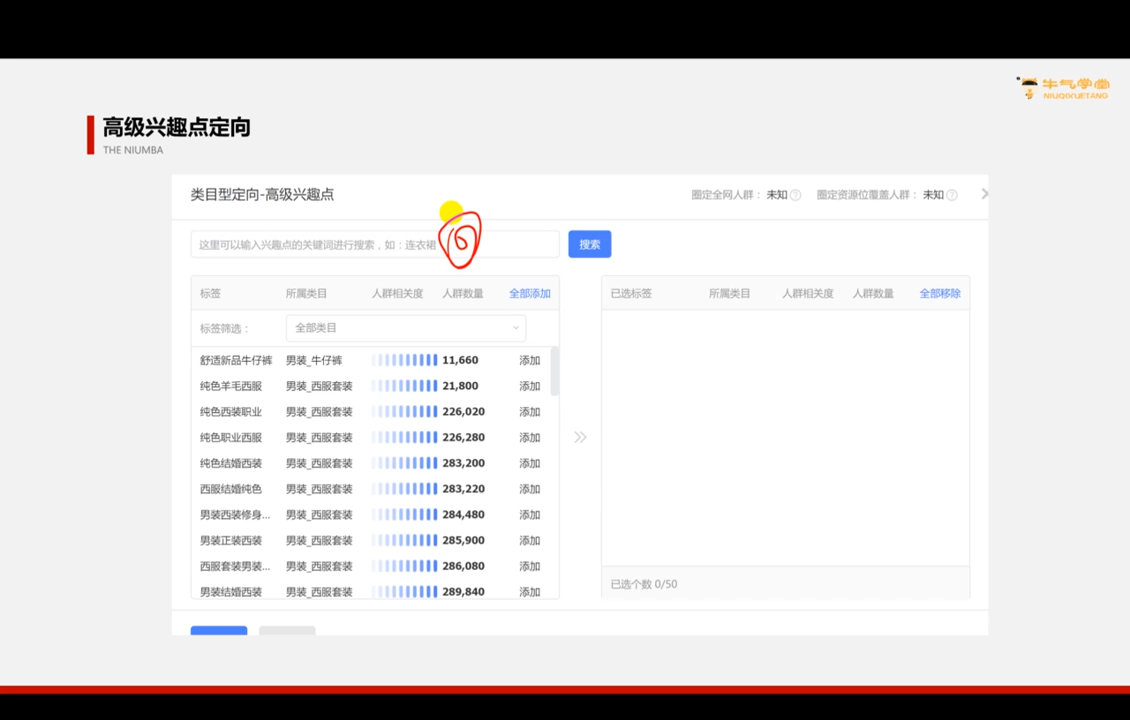 牛气学堂
NIUQIXUETANG
高级兴趣点定向
THE NIUMBA
类目型定向-高级兴趣点 圈定全网人群： 未知 ? 圈定资源位覆盖人群： 未知 ?
这里可以输入兴趣点的关键词进行搜索，如：连衣裙 搜索
标签 所属类目 人群相关度 人群数量 全部添加 已选标签 所属类目 人群相关度 人群数量 全部移除
标签筛选： 全部类目
舒适新品牛仔裤 男装_牛仔裤 11,660 添加
纯色羊毛西服 男装_西服套装 21,800 添加
纯色西装职业 男装_西服套装 226,020 添加
纯色职业西服 男装_西服套装 226,280 添加
纯色结婚西装 男装_西服套装 283,200 添加
西服结婚纯色 男装_西服套装 283,220 添加
男装西装修身... 男装_西服套装 284,480 添加
男装正装西装 男装_西服套装 285,900 添加
西服套装男装... 男装_西服套装 286,080 添加
男装结婚西装 男装_西服套装 289,840 添加
已选个数 0/50